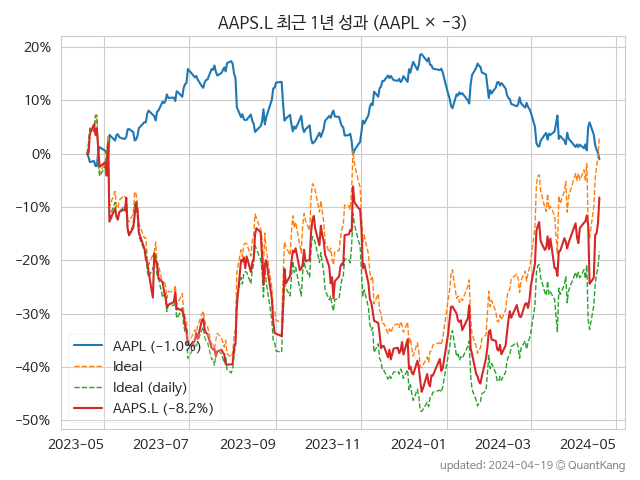 AAPS.L 최근 1년 성과 (AAPL × −3)
20%
10%
0%
−10%
−20%
−30%
−40%
−50%
AAPL (−1.0%)
Ideal
Ideal (daily)
AAPS.L (−8.2%)
2023-05
2023-07
2023-09
2023-11
2024-01
2024-03
2024-05
updated: 2024-04-19 © QuantKang